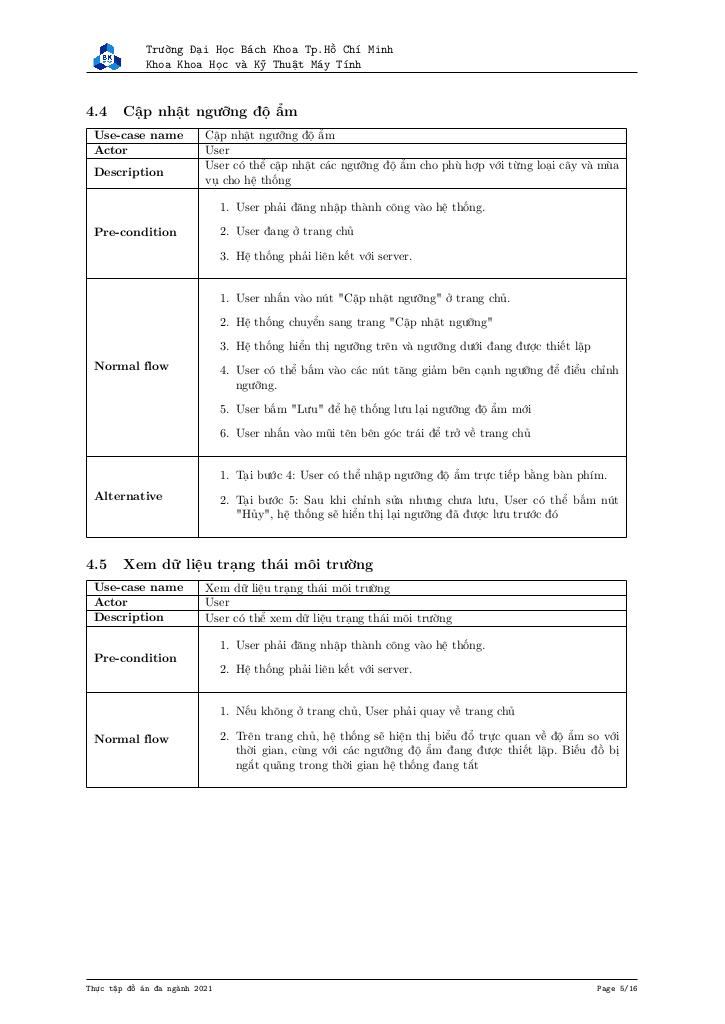 BK
Trường Đại Học Bách Khoa Tp.Hồ Chí Minh
Khoa Khoa Học và Kỹ Thuật Máy Tính
4.4 Cập nhật ngưỡng độ ẩm
Use-case name Cập nhật ngưỡng độ ẩm
Actor User
Description User có thể cập nhật các ngưỡng độ ẩm cho phù hợp với từng loại cây và mùa
vụ cho hệ thống
Pre-condition
1. User phải đăng nhập thành công vào hệ thống.
2. User đang ở trang chủ
3. Hệ thống phải liên kết với server.
Normal flow
1. User nhấn vào nút "Cập nhật ngưỡng" ở trang chủ.
2. Hệ thống chuyển sang trang "Cập nhật ngưỡng"
3. Hệ thống hiển thị ngưỡng trên và ngưỡng dưới đang được thiết lập
4. User có thể bấm vào các nút tăng giảm bên cạnh ngưỡng để điều chỉnh
ngưỡng.
5. User bấm "Lưu" để hệ thống lưu lại ngưỡng độ ẩm mới
6. User nhấn vào mũi tên bên góc trái để trở về trang chủ
Alternative
1. Tại bước 4: User có thể nhập ngưỡng độ ẩm trực tiếp bằng bàn phím.
2. Tại bước 5: Sau khi chỉnh sửa nhưng chưa lưu, User có thể bấm nút
"Hủy", hệ thống sẽ hiển thị lại ngưỡng đã được lưu trước đó
4.5 Xem dữ liệu trạng thái môi trường
Use-case name Xem dữ liệu trạng thái môi trường
Actor User
Description User có thể xem dữ liệu trạng thái môi trường
Pre-condition
1. User phải đăng nhập thành công vào hệ thống.
2. Hệ thống phải liên kết với server.
Normal flow
1. Nếu không ở trang chủ, User phải quay về trang chủ
2. Trên trang chủ, hệ thống sẽ hiện thị biểu đổ trực quan về độ ẩm so với
thời gian, cùng với các ngưỡng độ ẩm đang được thiết lập. Biểu đồ bị
ngắt quãng trong thời gian hệ thống đang tắt
Thực tập đồ án đa ngành 2021 Page 5/16